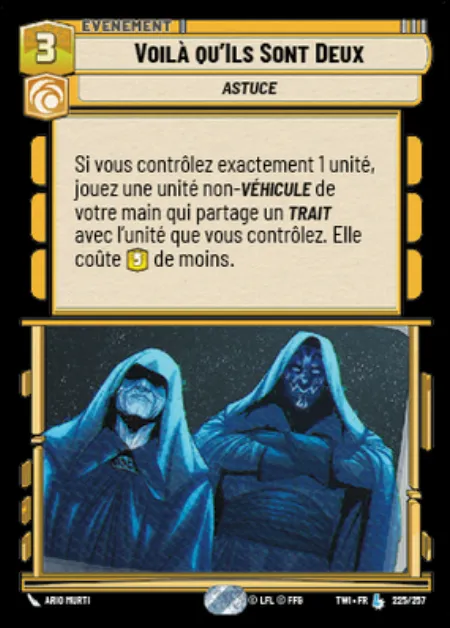 ÉVÉNEMENT
3
VOILÀ QU'ILS SONT DEUX
ASTUCE
Si vous contrôlez exactement 1 unité,
jouez une unité non-VÉHICULE de
votre main qui partage un TRAIT
avec l'unité que vous contrôlez. Elle
coûte 5 de moins.
ARIO MURTI © LFL © FFG TWI • FR L 225/257